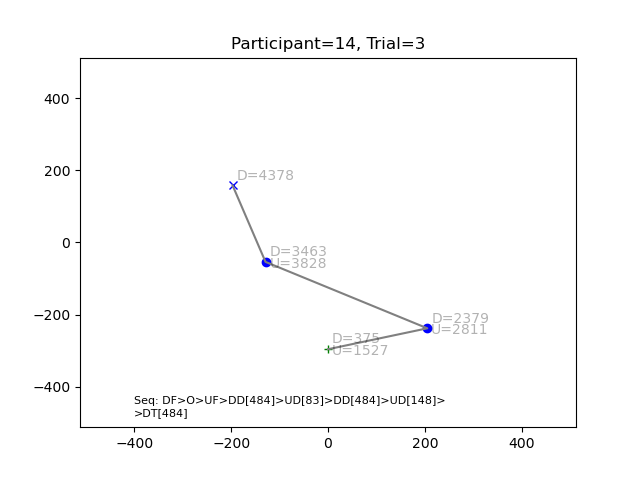 Participant=14, Trial=3
400
200
0
−200
−400
D=4378
D=3463
U=3828
D=2379
U=2811
D=375
U=1527
Seq: DF>O>UF>DD[484]>UD[83]>DD[484]>UD[148]>
>DT[484]
−400
−200
0
200
400